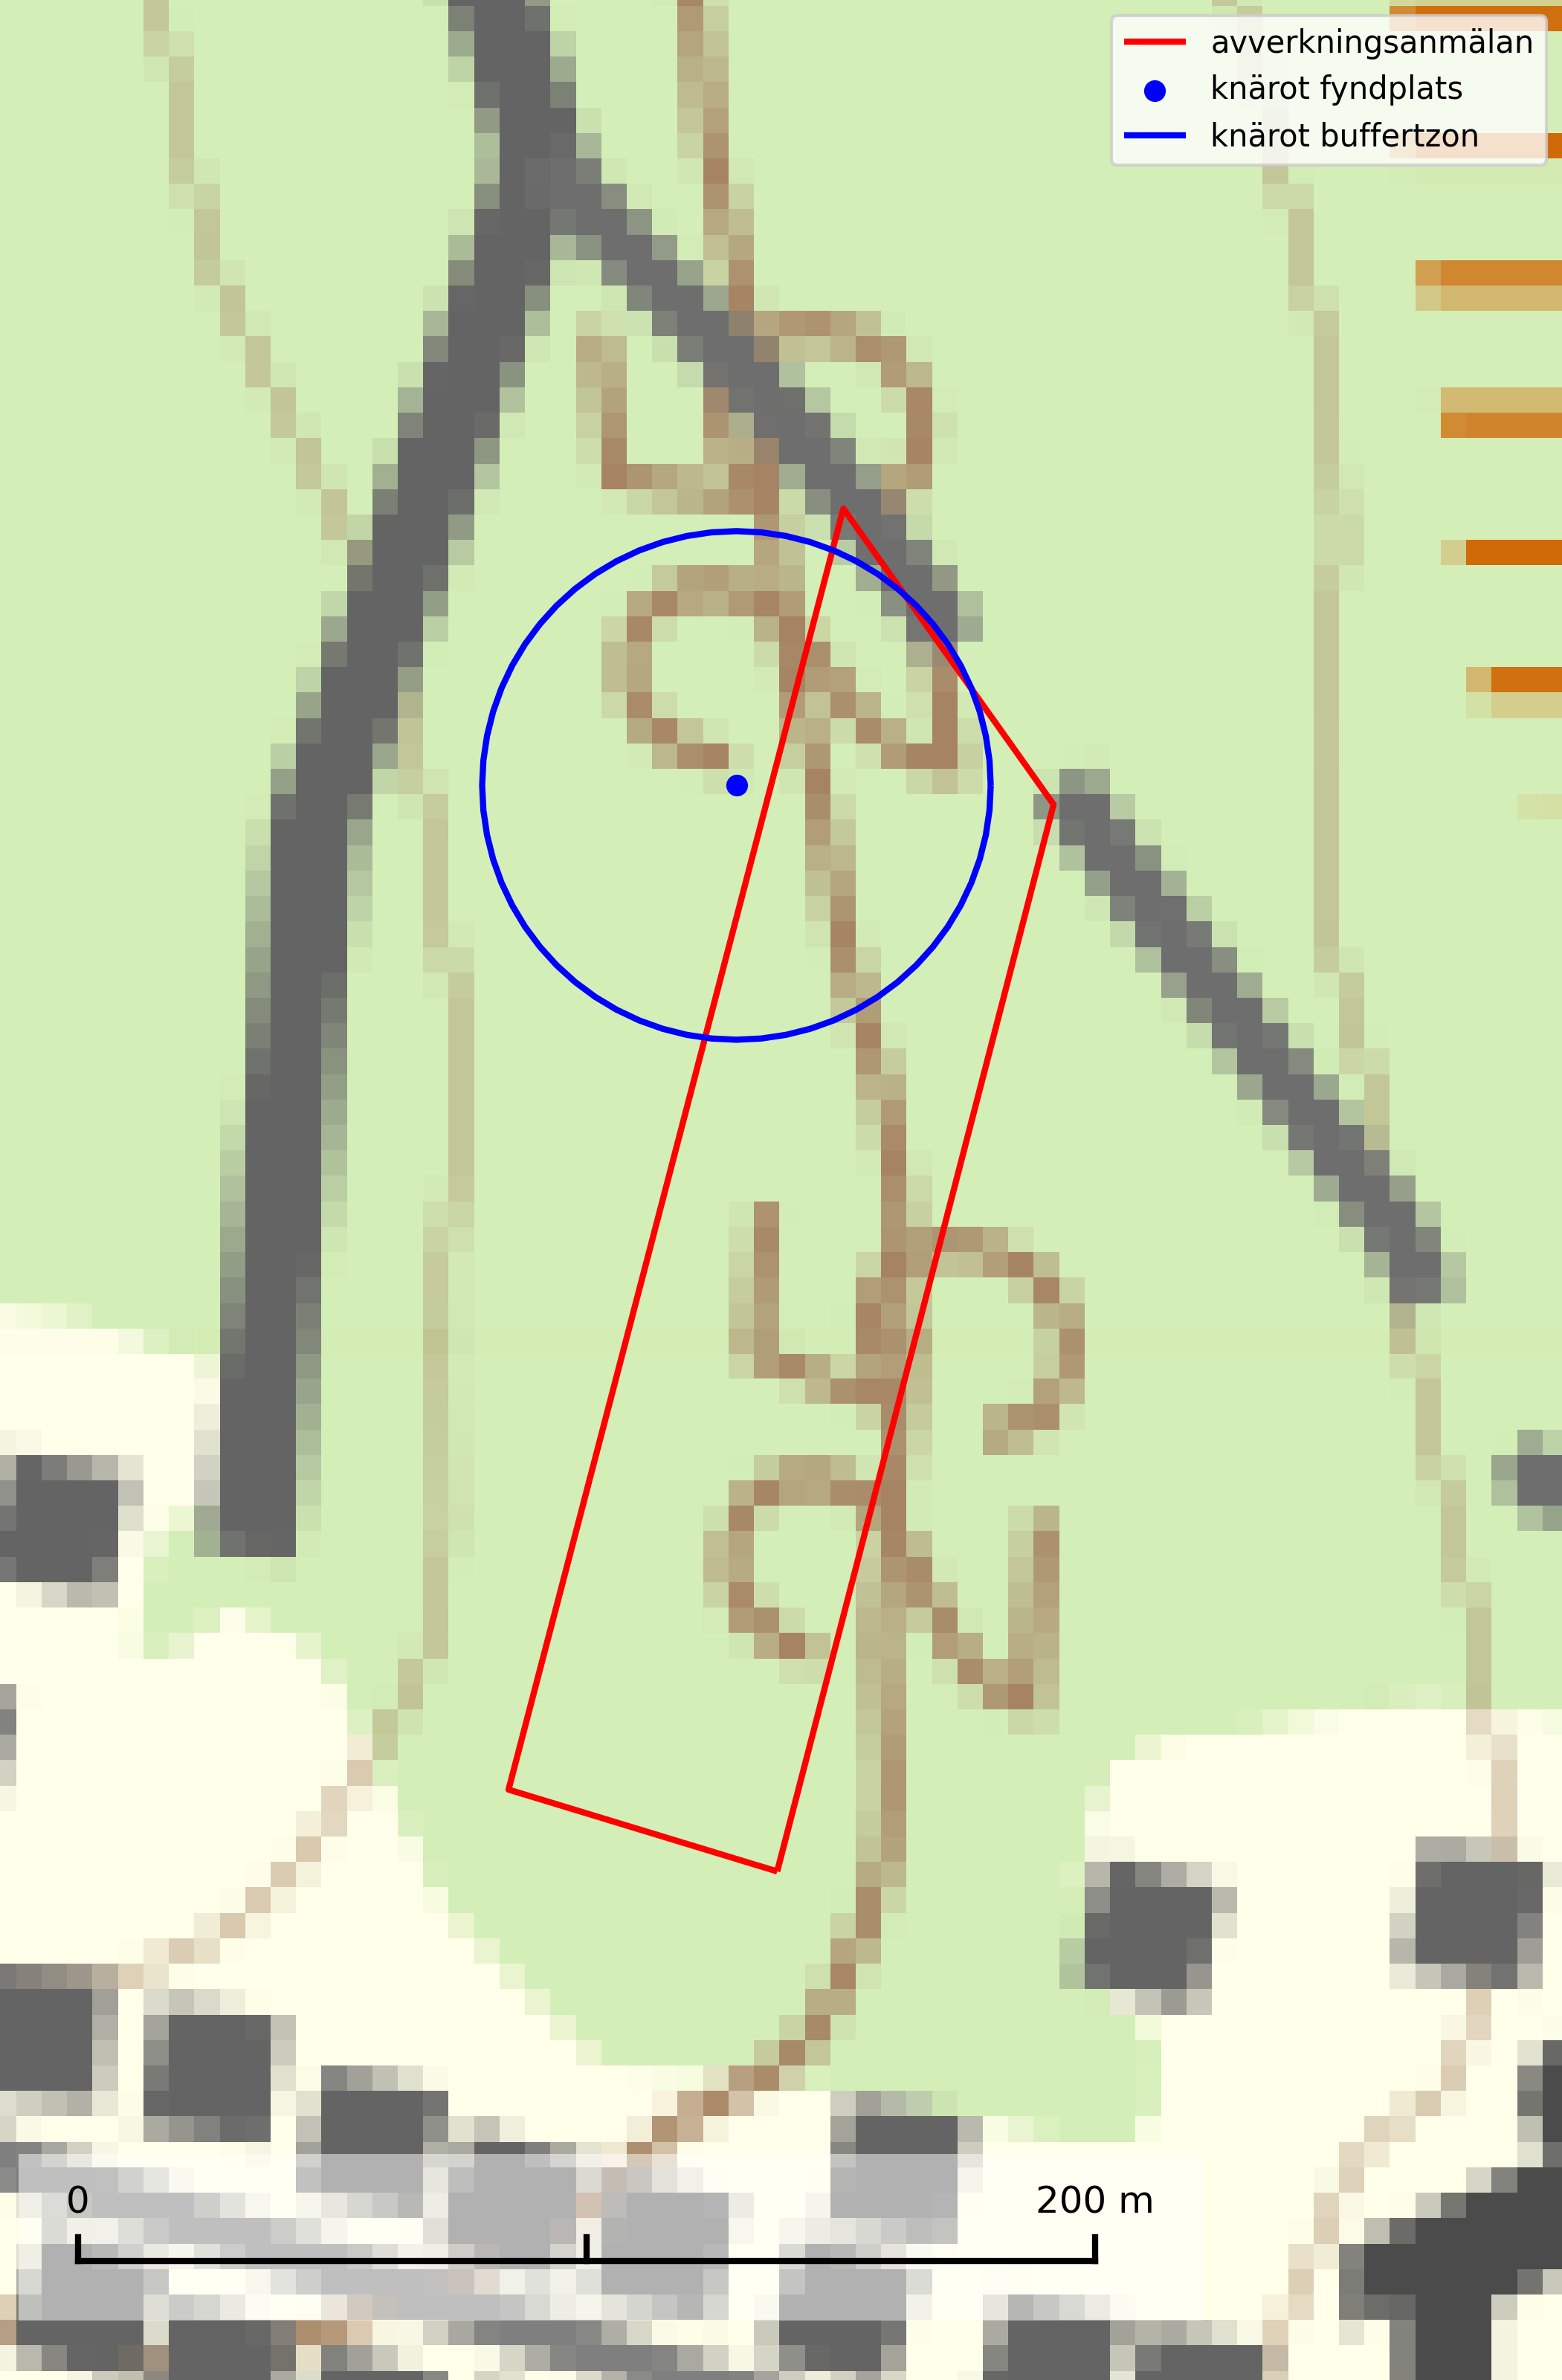 avverkningsanmälan
knärot fyndplats
knärot buffertzon
0 200 m